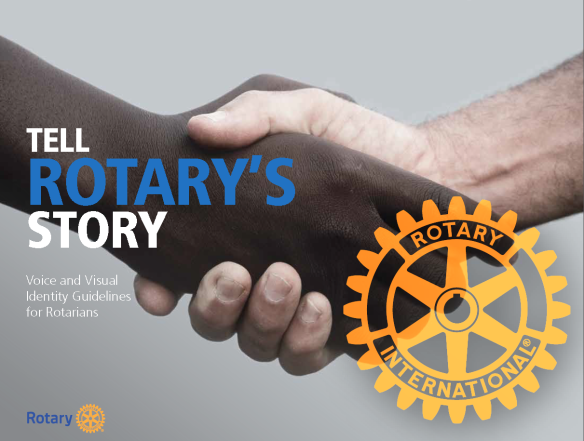 TELL
ROTARY'S
STORY
Voice and Visual
Identity Guidelines
for Rotarians
ROTARY
INTERNATIONAL®
Rotary